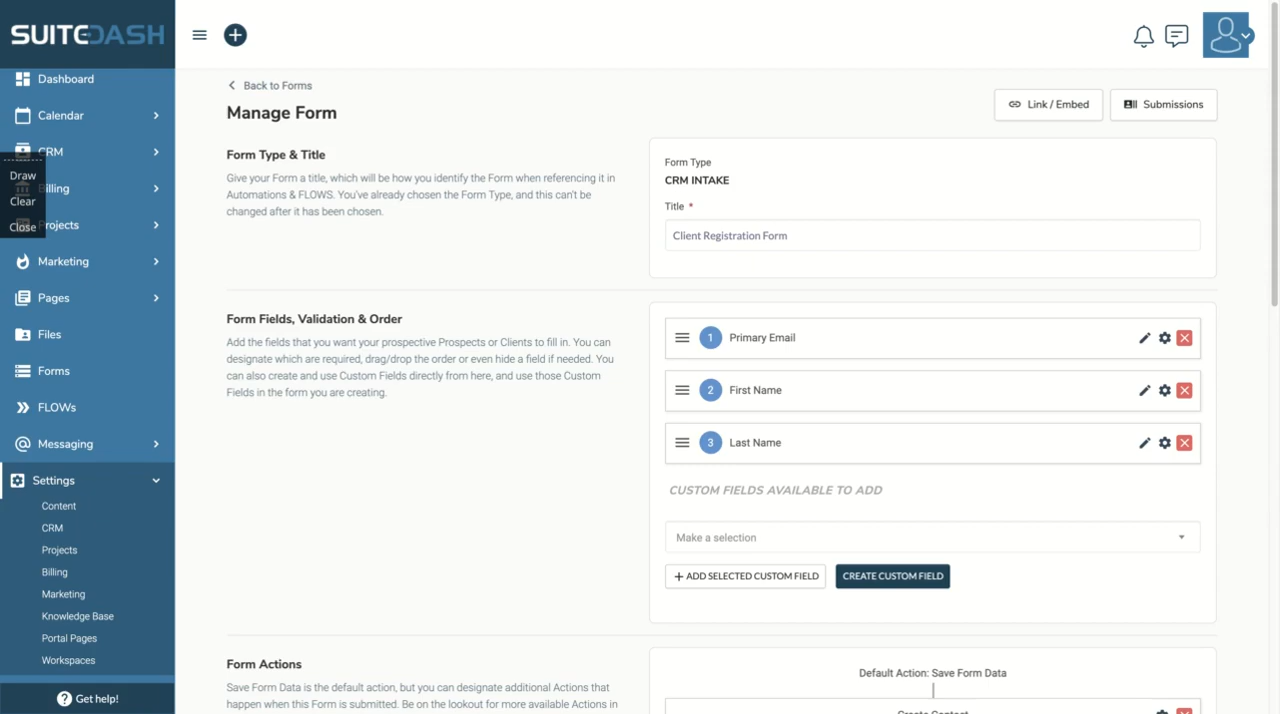 SUITEDASH
Dashboard
Calendar
CRM
Draw
Billing
Clear
Projects
Close
Marketing
Pages
Files
Forms
FLOWs
Messaging
Settings
Content
CRM
Projects
Billing
Marketing
Knowledge Base
Portal Pages
Workspaces
? Get help!
Back to Forms
Manage Form
Link / Embed
Submissions
Form Type & Title
Give your Form a title, which will be how you identify the Form when referencing it in
Automations & FLOWS. You've already chosen the Form Type, and this can't be
changed after it has been chosen.
Form Type
CRM INTAKE
Title *
Client Registration Form
Form Fields, Validation & Order
Add the fields that you want your prospective Prospects or Clients to fill in. You can
designate which are required, drag/drop the order or even hide a field if needed. You
can also create and use Custom Fields directly from here, and use those Custom
Fields in the form you are creating.
1 Primary Email
2 First Name
3 Last Name
CUSTOM FIELDS AVAILABLE TO ADD
Make a selection
+ ADD SELECTED CUSTOM FIELD
CREATE CUSTOM FIELD
Form Actions
Save Form Data is the default action, but you can designate additional Actions that
happen when this Form is submitted. Be on the lookout for more available Actions in
Default Action: Save Form Data
Create Contact